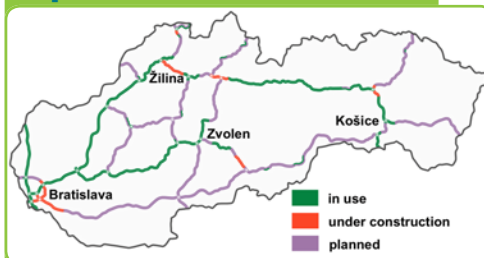 Žilina
Zvolen
Košice
Bratislava
in use
under construction
planned